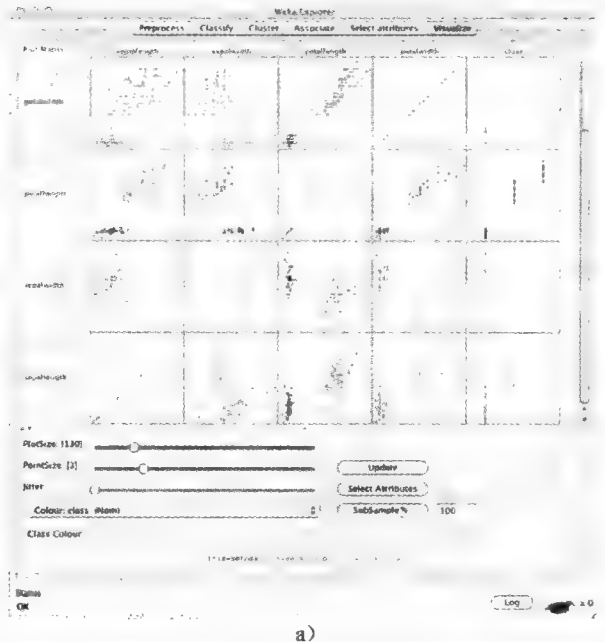 Weka Explorer
Preprocess Classify Cluster Associate Select attributes Visualize
Plot Matrix sepallength sepalwidth petallength petalwidth class
petalwidth
petallength
sepalwidth
sepallength
PlotSize: [130]
PointSize: [3]
Update
Jitter
Select Attributes
Colour: class (Nom)
SubSample % 100
Class Colour
Status
OK
Log
x 0
a)